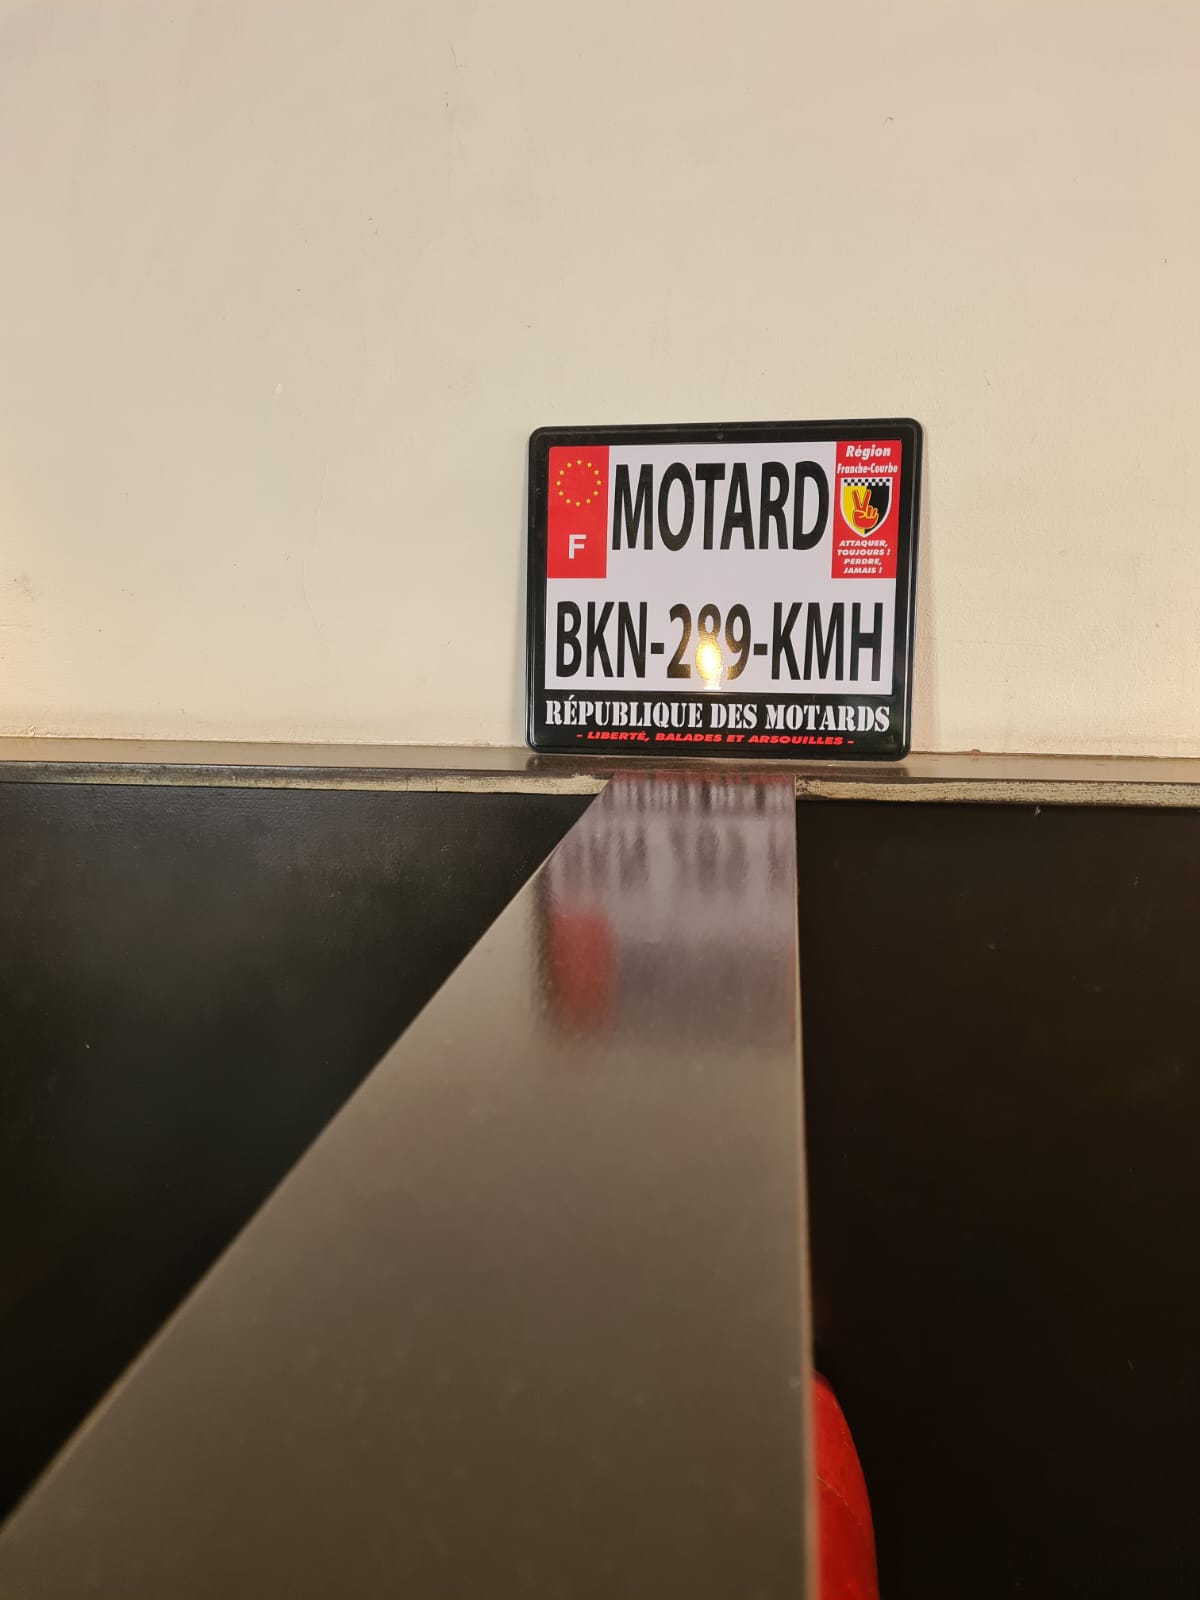 MOTARD
F
Région
Franche-Courbe
ATTAQUER,
TOUJOURS !
PERDRE,
JAMAIS !
BKN-289-KMH
RÉPUBLIQUE DES MOTARDS
- LIBERTÉ, BALADES ET ARSOUILLES -